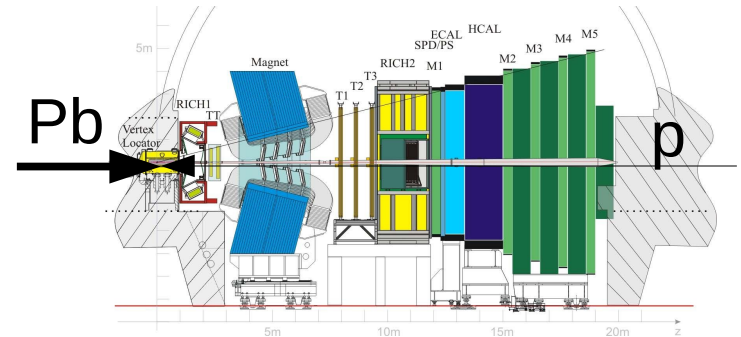 5m
Magnet
SPD/PS
ECAL
HCAL
M1
M2
M3
M4
M5
RICH2
T1
T2
T3
RICH1
TT
Pb
Vertex
Locator
p
5m
10m
15m
20m
z